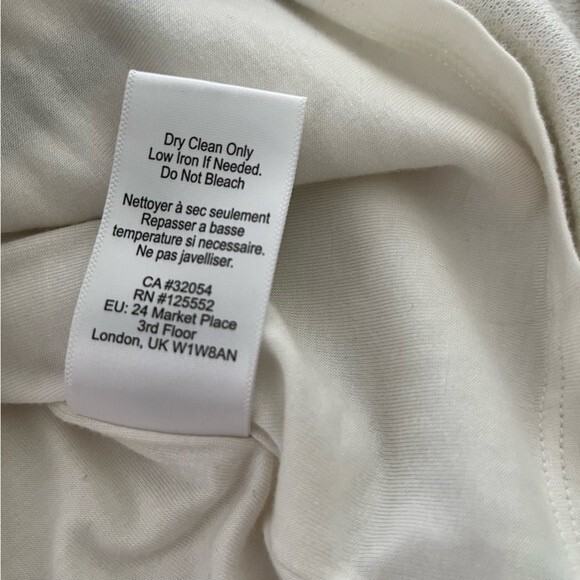 Dry Clean Only
Low Iron If Needed.
Do Not Bleach
Nettoyer à sec seulement
Repasser a basse
temperature si necessaire.
Ne pas javelliser.
CA #32054
RN #125552
EU: 24 Market Place
3rd Floor
London, UK W1W8AN